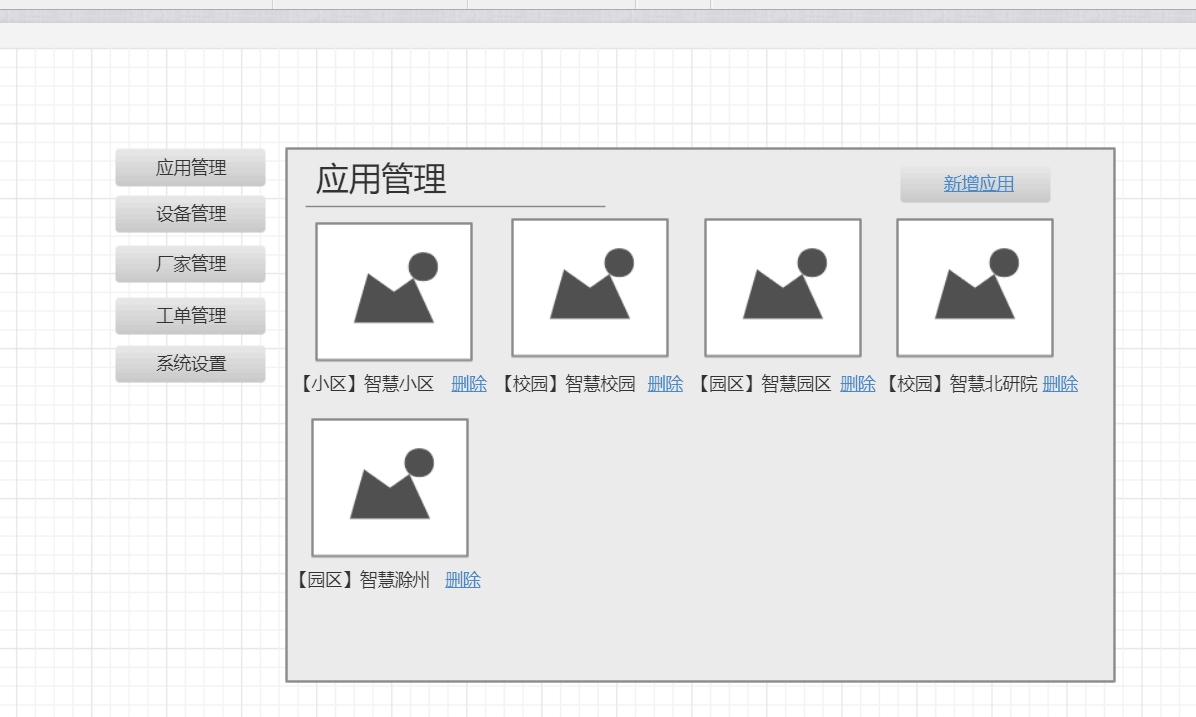 应用管理
设备管理
厂家管理
工单管理
系统设置
应用管理
新增应用
【小区】智慧小区 删除 【校园】智慧校园 删除 【园区】智慧园区 删除 【校园】智慧北研院 删除
【园区】智慧滁州 删除